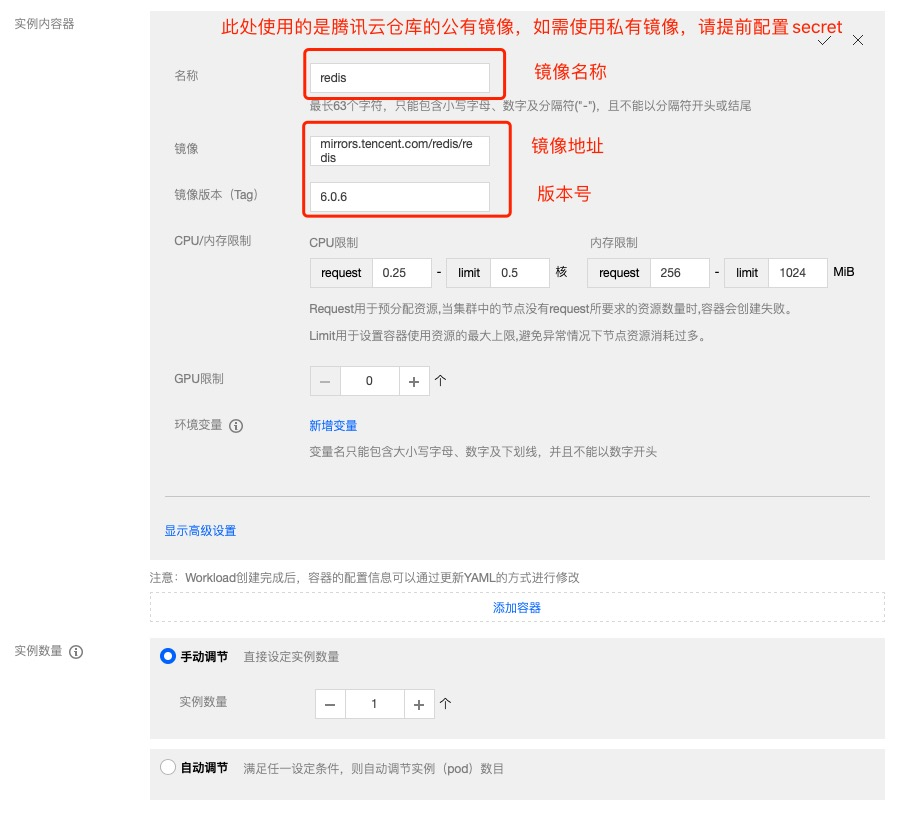 实例内容器
此处使用的是腾讯云仓库的公有镜像，如需使用私有镜像，请提前配置 secret
名称
redis
镜像名称
最长63个字符，只能包含小写字母、数字及分隔符("-")，且不能以分隔符开头或结尾
镜像
mirrors.tencent.com/redis/re
dis
镜像地址
镜像版本（Tag）
6.0.6
版本号
CPU/内存限制
CPU限制
内存限制
request 0.25 - limit 0.5 核 request 256 - limit 1024 MiB
Request用于预分配资源,当集群中的节点没有request所要求的资源数量时,容器会创建失败。
Limit用于设置容器使用资源的最大上限,避免异常情况下节点资源消耗过多。
GPU限制
0 个
环境变量
新增变量
变量名只能包含大小写字母、数字及下划线，并且不能以数字开头
显示高级设置
注意：Workload创建完成后，容器的配置信息可以通过更新YAML的方式进行修改
添加容器
实例数量
手动调节 直接设定实例数量
实例数量
1 个
自动调节 满足任一设定条件，则自动调节实例（pod）数目